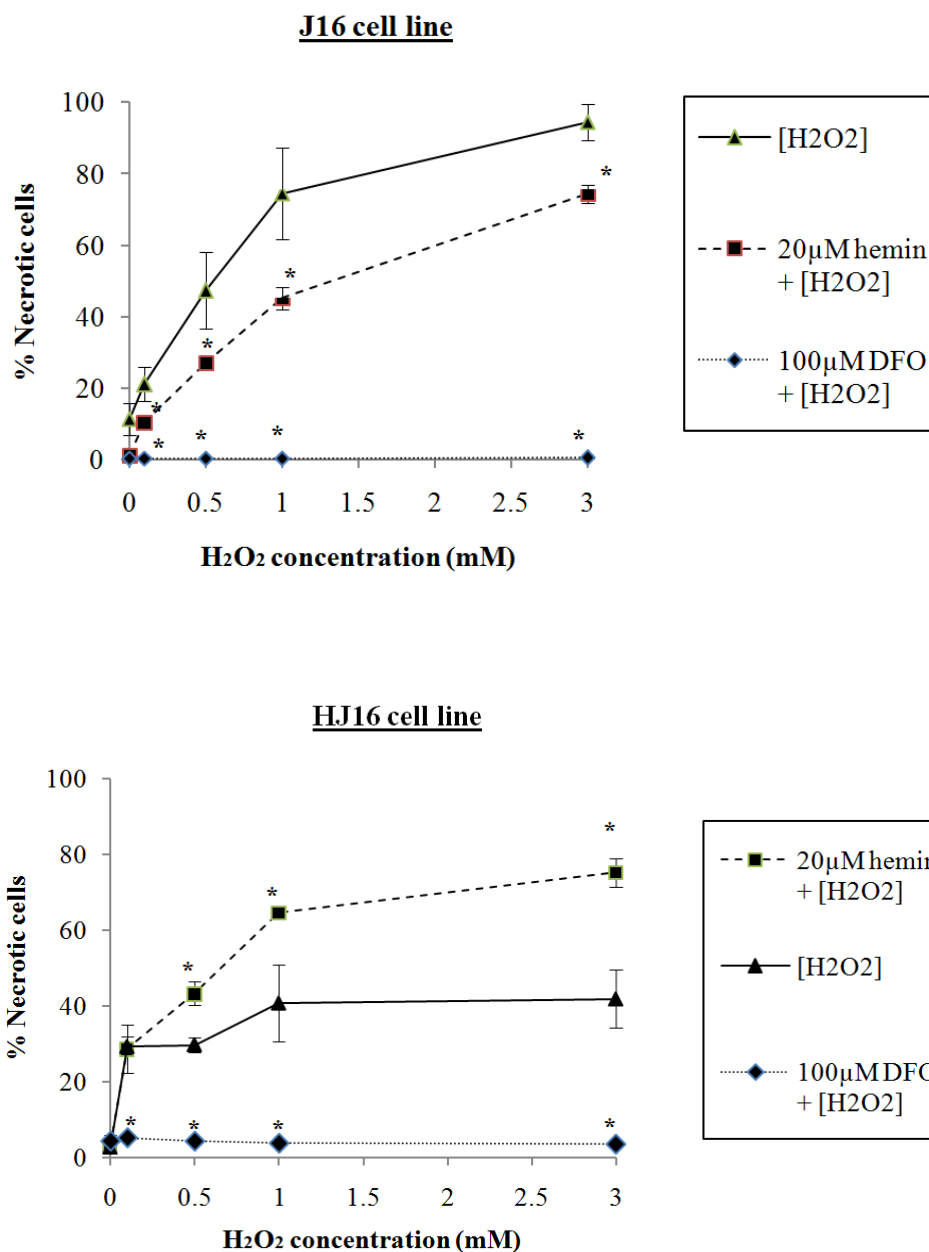 J16 cell line
100
80
60
40
20
0
% Necrotic cells
*
*
*
*
*
*
*
*
0 0.5 1 1.5 2 2.5 3
H2O2 concentration (mM)
[H2O2]
20µM hemin
+ [H2O2]
100µM DFO
+ [H2O2]
HJ16 cell line
100
80
60
40
20
0
% Necrotic cells
*
*
*
*
*
*
*
0 0.5 1 1.5 2 2.5 3
H2O2 concentration (mM)
20µM hemin
+ [H2O2]
[H2O2]
100µM DFO
+ [H2O2]